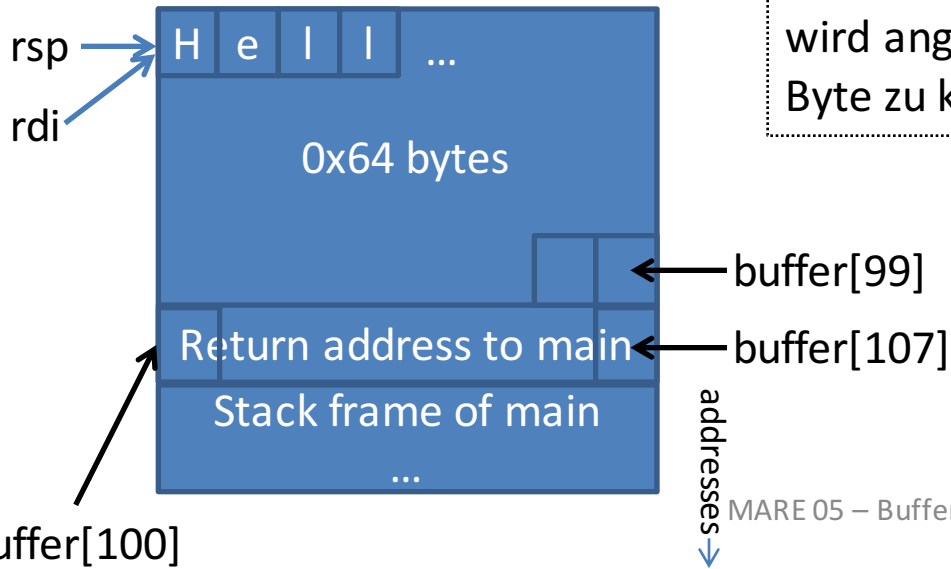 rsp
rdi
H e l l ...
0x64 bytes
wird ang
Byte zu k
buffer[99]
Return address to main
buffer[107]
Stack frame of main
...
addresses
uffer[100]
MARE 05 – Buffer